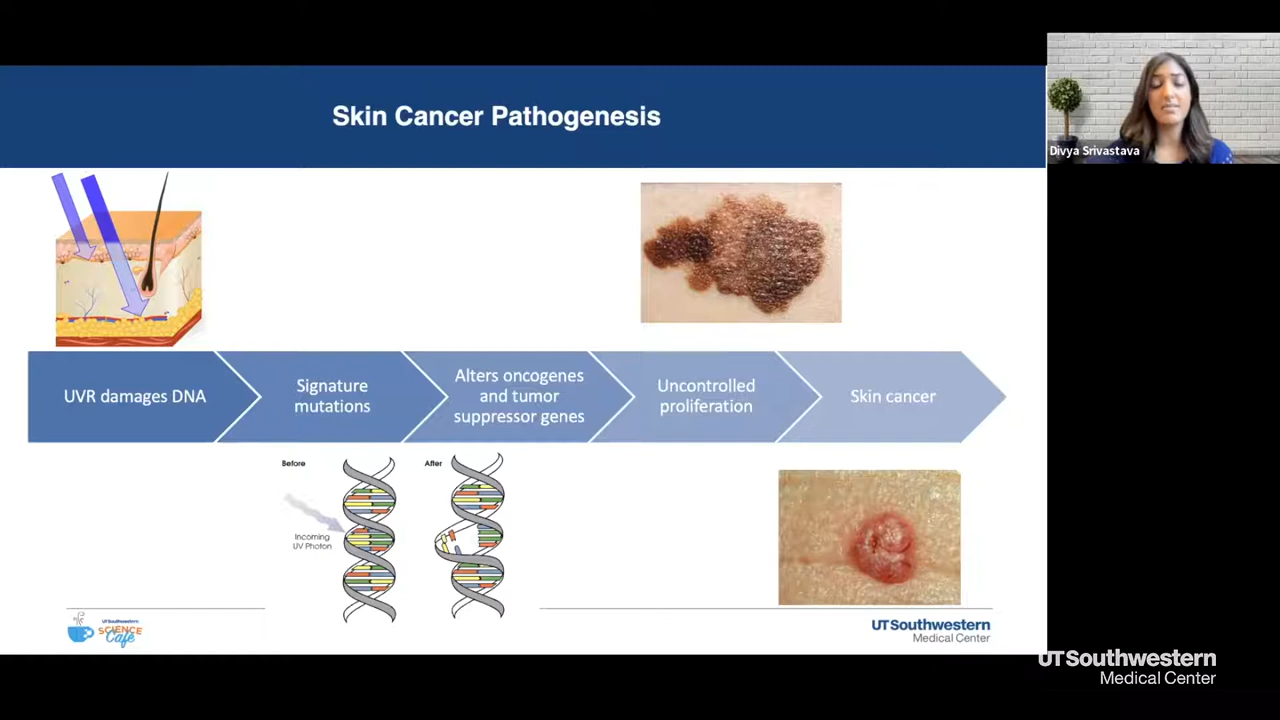 Skin Cancer Pathogenesis
Divya Srivastava
UVR damages DNA
Signature
mutations
Alters oncogenes
and tumor
suppressor genes
Uncontrolled
proliferation
Skin cancer
Before
After
Incoming
UV Photon
UTSouthwestern
SCIENCE
Café
UTSouthwestern
Medical Center
UTSouthwestern
Medical Center